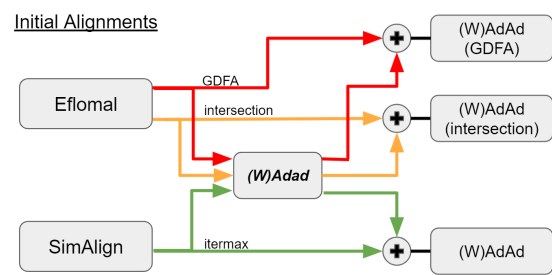 Initial Alignments
GDFA
(W)AdAd
(GDFA)
Eflomal
intersection
(W)AdAd
(intersection)
(W)Adad
SimAlign
itermax
(W)AdAd